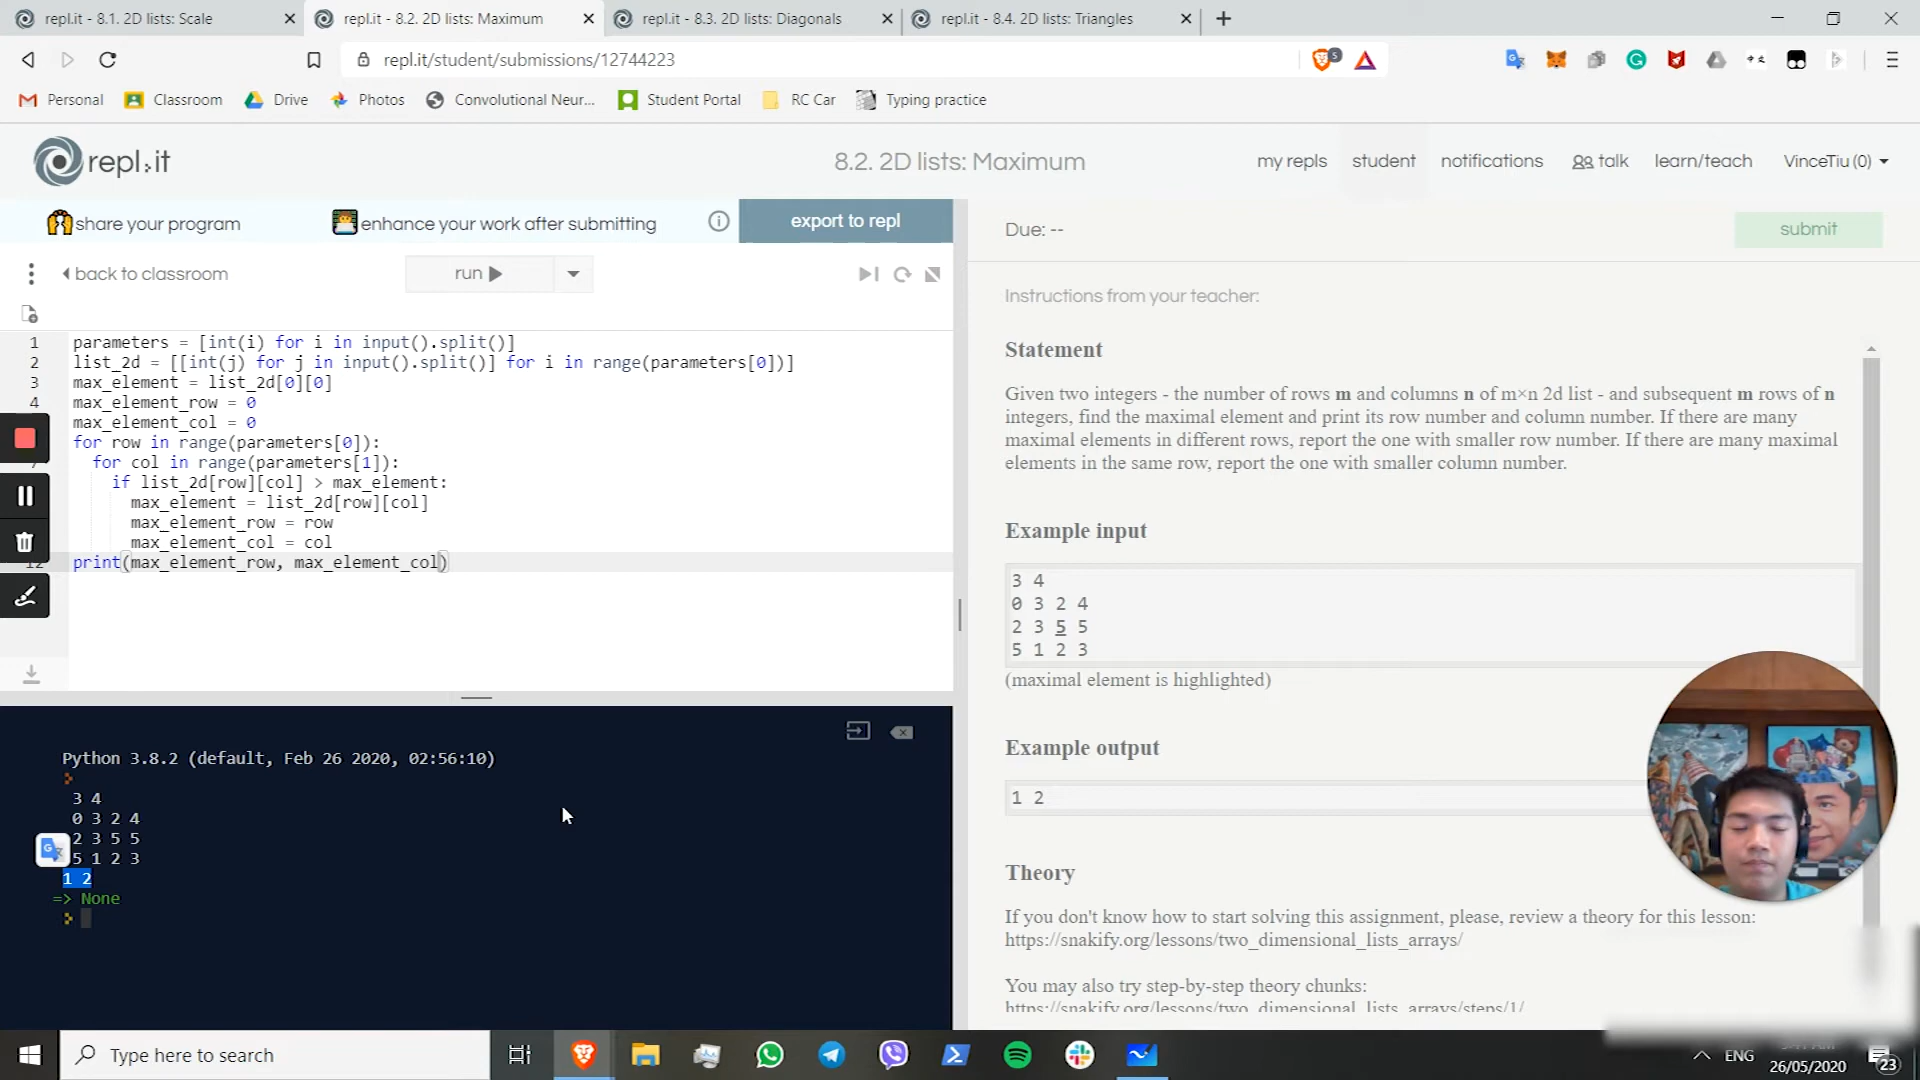 repl.it - 8.1. 2D lists: Scale
repl.it - 8.2. 2D lists: Maximum
repl.it - 8.3. 2D lists: Diagonals
repl.it - 8.4. 2D lists: Triangles
repl.it/student/submissions/12744223
5
Personal
Classroom
Drive
Photos
Convolutional Neur...
Student Portal
RC Car
Typing practice
repl.it
8.2. 2D lists: Maximum
my repls
student
notifications
talk
learn/teach
VinceTiu (0)
share your program
enhance your work after submitting
export to repl
Due: --
submit
back to classroom
run
1 parameters = [int(i) for i in input().split()]
2 list_2d = [[int(j) for j in input().split()] for i in range(parameters[0])]
3 max_element = list_2d[0][0]
4 max_element_row = 0
max_element_col = 0
for row in range(parameters[0]):
for col in range(parameters[1]):
if list_2d[row][col] > max_element:
max_element = list_2d[row][col]
max_element_row = row
max_element_col = col
12 print(max_element_row, max_element_col)
Python 3.8.2 (default, Feb 26 2020, 02:56:10)
3 4
0 3 2 4
2 3 5 5
5 1 2 3
1 2
=> None
Instructions from your teacher:
Statement
Given two integers - the number of rows m and columns n of m×n 2d list - and subsequent m rows of n
integers, find the maximal element and print its row number and column number. If there are many
maximal elements in different rows, report the one with smaller row number. If there are many maximal
elements in the same row, report the one with smaller column number.
Example input
3 4
0 3 2 4
2 3 5 5
5 1 2 3
(maximal element is highlighted)
Example output
1 2
Theory
If you don't know how to start solving this assignment, please, review a theory for this lesson:
https://snakify.org/lessons/two_dimensional_lists_arrays/
You may also try step-by-step theory chunks:
https://snakify.org/lessons/two_dimensional_lists_arrays/steps/1/
Type here to search
ENG
26/05/2020
23